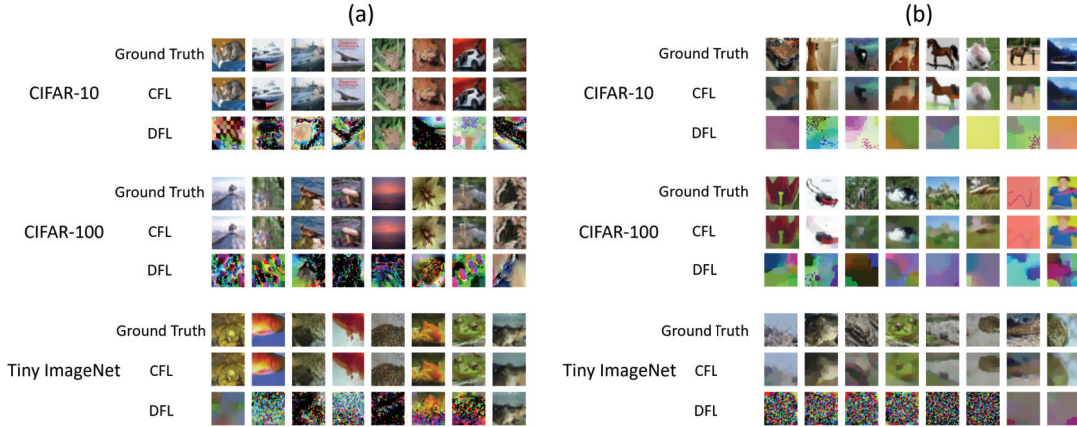 (a)
Ground Truth
CIFAR-10
CFL
DFL
Ground Truth
CIFAR-100
CFL
DFL
Ground Truth
Tiny ImageNet
CFL
DFL
(b)
Ground Truth
CIFAR-10
CFL
DFL
Ground Truth
CIFAR-100
CFL
DFL
Ground Truth
Tiny ImageNet
CFL
DFL